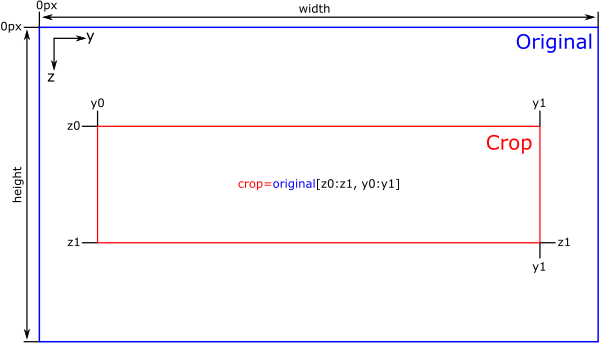 0px
width
0px
Original
y
z
y0
y1
z0
Crop
height
crop=original[z0:z1, y0:y1]
z1
z1
y1